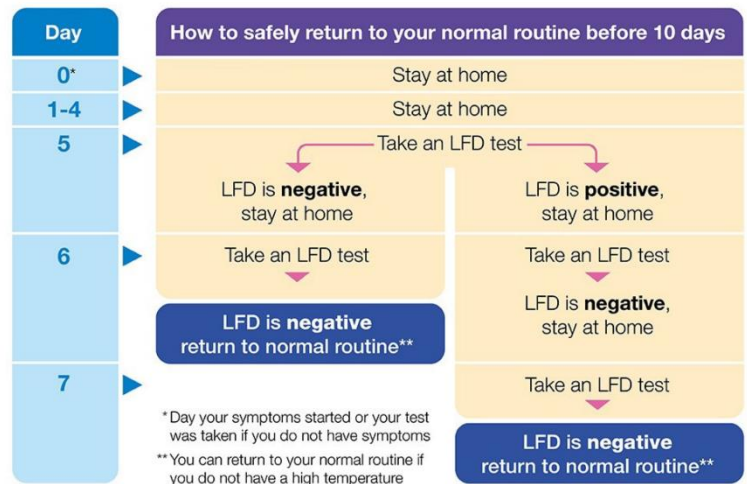 Day
How to safely return to your normal routine before 10 days
0*
Stay at home
1-4
Stay at home
5
Take an LFD test
LFD is negative,
stay at home
LFD is positive,
stay at home
6
Take an LFD test
LFD is negative
return to normal routine**
Take an LFD test
LFD is negative,
stay at home
7
Take an LFD test
LFD is negative
return to normal routine**
*Day your symptoms started or your test
was taken if you do not have symptoms
**You can return to your normal routine if
you do not have a high temperature